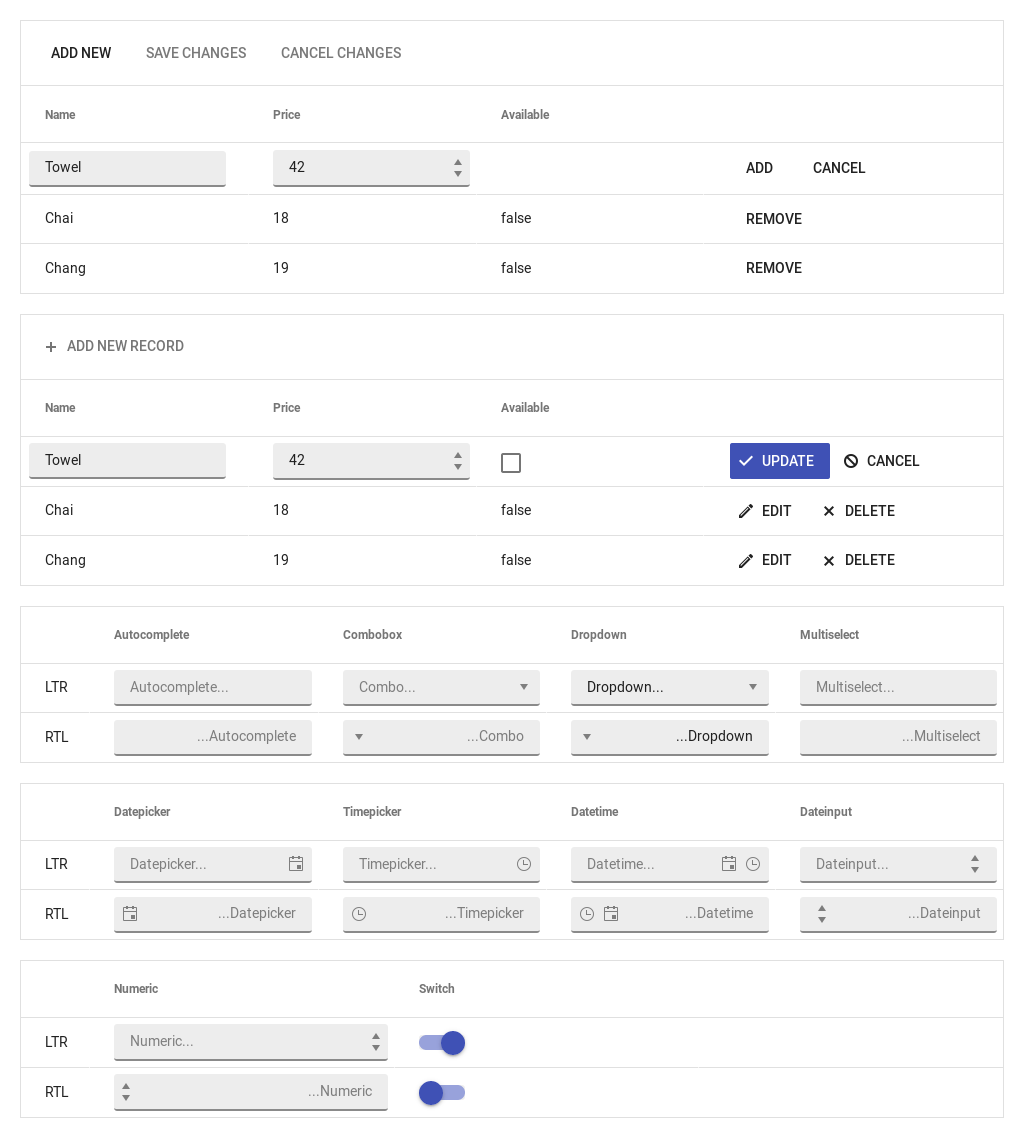 ADD NEW SAVE CHANGES CANCEL CHANGES
Name Price Available
Towel 42 ADD CANCEL
Chai 18 false REMOVE
Chang 19 false REMOVE
ADD NEW RECORD
Name Price Available
Towel 42 UPDATE CANCEL
Chai 18 false EDIT DELETE
Chang 19 false EDIT DELETE
Autocomplete Combobox Dropdown Multiselect
LTR Autocomplete... Combo... Dropdown... Multiselect...
RTL ...Autocomplete ...Combo ...Dropdown ...Multiselect
Datepicker Timepicker Datetime Dateinput
LTR Datepicker... Timepicker... Datetime... Dateinput...
RTL ...Datepicker ...Timepicker ...Datetime ...Dateinput
Numeric Switch
LTR Numeric...
RTL ...Numeric